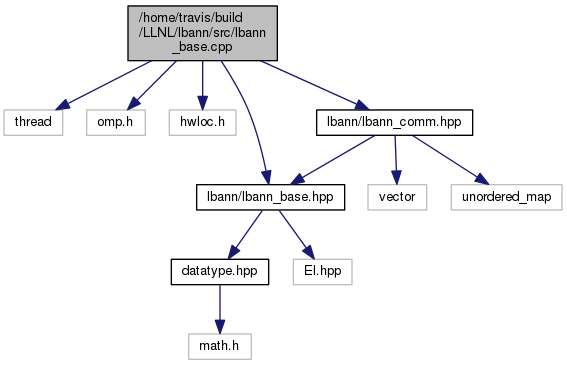 /home/travis/build
/LLNL/lbann/src/lbann
_base.cpp
thread
omp.h
hwloc.h
lbann/lbann_comm.hpp
lbann/lbann_base.hpp
vector
unordered_map
datatype.hpp
El.hpp
math.h